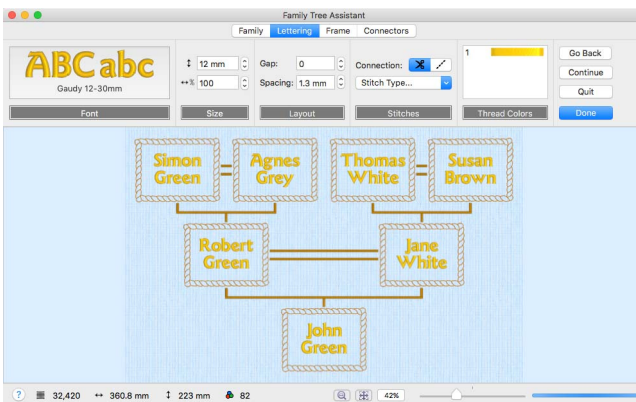 Family Tree Assistant
Family Lettering Frame Connectors
ABC abc
Gaudy 12-30mm
Font
12 mm
% 100
Size
Gap: 0
Spacing: 1.3 mm
Layout
Connection:
Stitch Type...
Stitches
1
Thread Colors
Go Back
Continue
Quit
Done
Simon
Green
Agnes
Grey
Thomas
White
Susan
Brown
Robert
Green
Jane
White
John
Green
? 32,420 360.8 mm 223 mm 82 42%